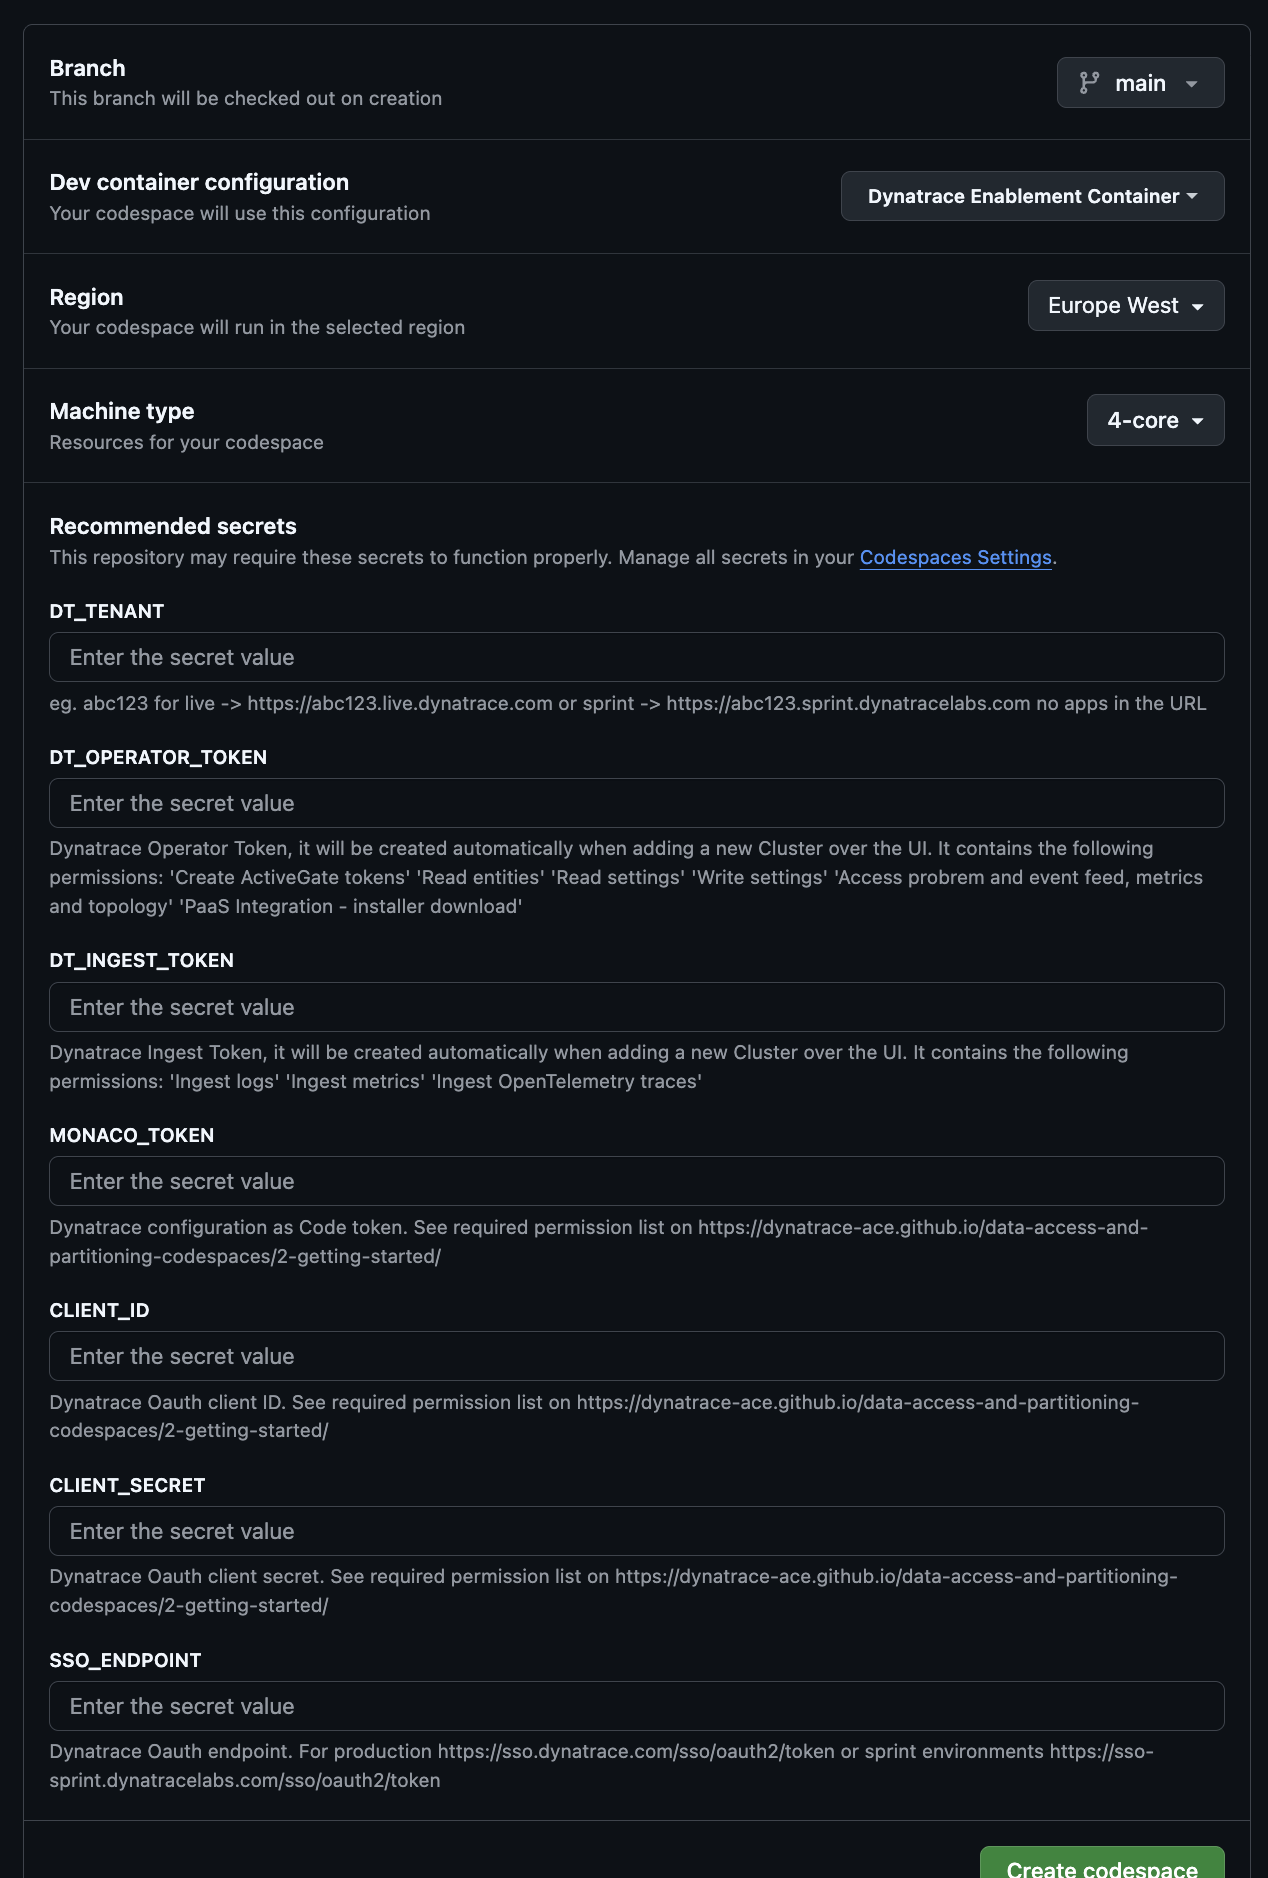 Branch
This branch will be checked out on creation
main
Dev container configuration
Your codespace will use this configuration
Dynatrace Enablement Container
Region
Your codespace will run in the selected region
Europe West
Machine type
Resources for your codespace
4-core
Recommended secrets
This repository may require these secrets to function properly. Manage all secrets in your Codespaces Settings.
DT_TENANT
Enter the secret value
eg. abc123 for live -> https://abc123.live.dynatrace.com or sprint -> https://abc123.sprint.dynatracelabs.com no apps in the URL
DT_OPERATOR_TOKEN
Enter the secret value
Dynatrace Operator Token, it will be created automatically when adding a new Cluster over the UI. It contains the following
permissions: 'Create ActiveGate tokens' 'Read entities' 'Read settings' 'Write settings' 'Access probrem and event feed, metrics
and topology' 'PaaS Integration - installer download'
DT_INGEST_TOKEN
Enter the secret value
Dynatrace Ingest Token, it will be created automatically when adding a new Cluster over the UI. It contains the following
permissions: 'Ingest logs' 'Ingest metrics' 'Ingest OpenTelemetry traces'
MONACO_TOKEN
Enter the secret value
Dynatrace configuration as Code token. See required permission list on https://dynatrace-ace.github.io/data-access-and-
partitioning-codespaces/2-getting-started/
CLIENT_ID
Enter the secret value
Dynatrace Oauth client ID. See required permission list on https://dynatrace-ace.github.io/data-access-and-partitioning-
codespaces/2-getting-started/
CLIENT_SECRET
Enter the secret value
Dynatrace Oauth client secret. See required permission list on https://dynatrace-ace.github.io/data-access-and-partitioning-
codespaces/2-getting-started/
SSO_ENDPOINT
Enter the secret value
Dynatrace Oauth endpoint. For production https://sso.dynatrace.com/sso/oauth2/token or sprint environments https://sso-
sprint.dynatracelabs.com/sso/oauth2/token
Create codespace